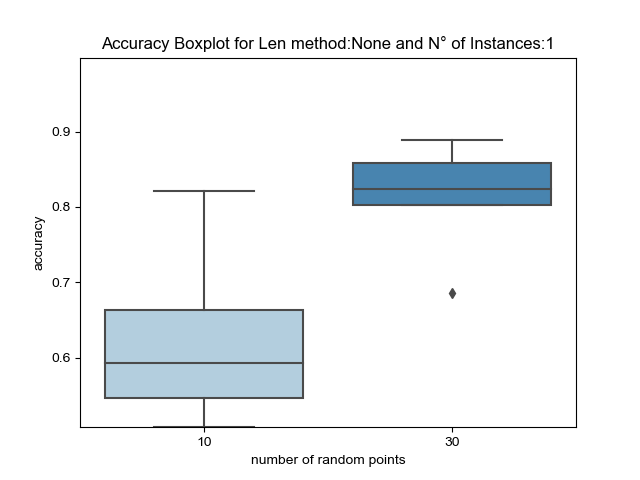 Accuracy Boxplot for Len method:None and N° of Instances:1
0.9
0.8
0.7
0.6
accuracy
10 30
number of random points